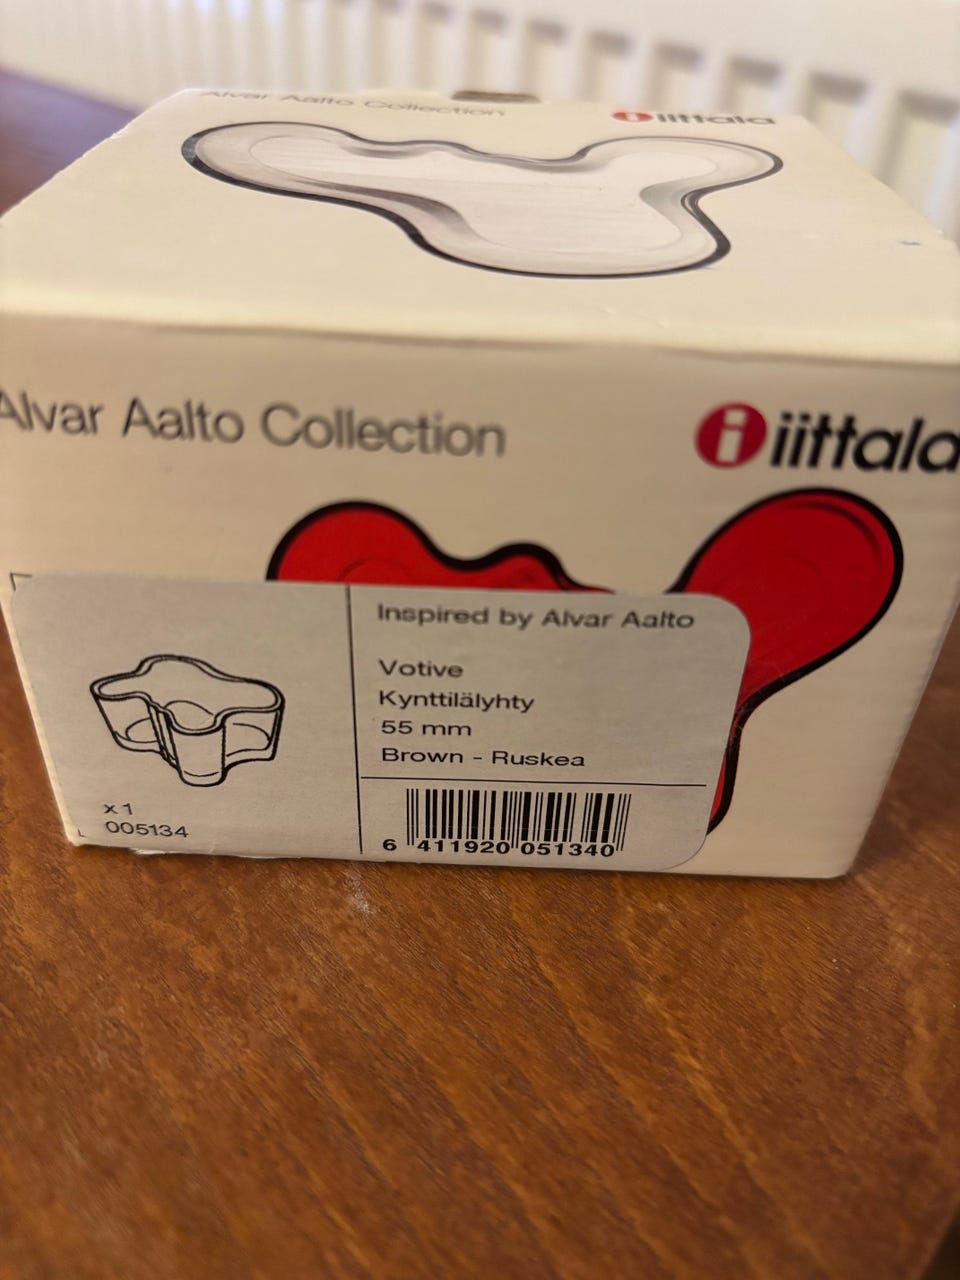 Alvar Aalto Collection
iittala
Alvar Aalto Collection
iittala
Inspired by Alvar Aalto
Votive
Kynttilälyhty
55 mm
Brown - Ruskea
x 1
005134
6 411920 051340